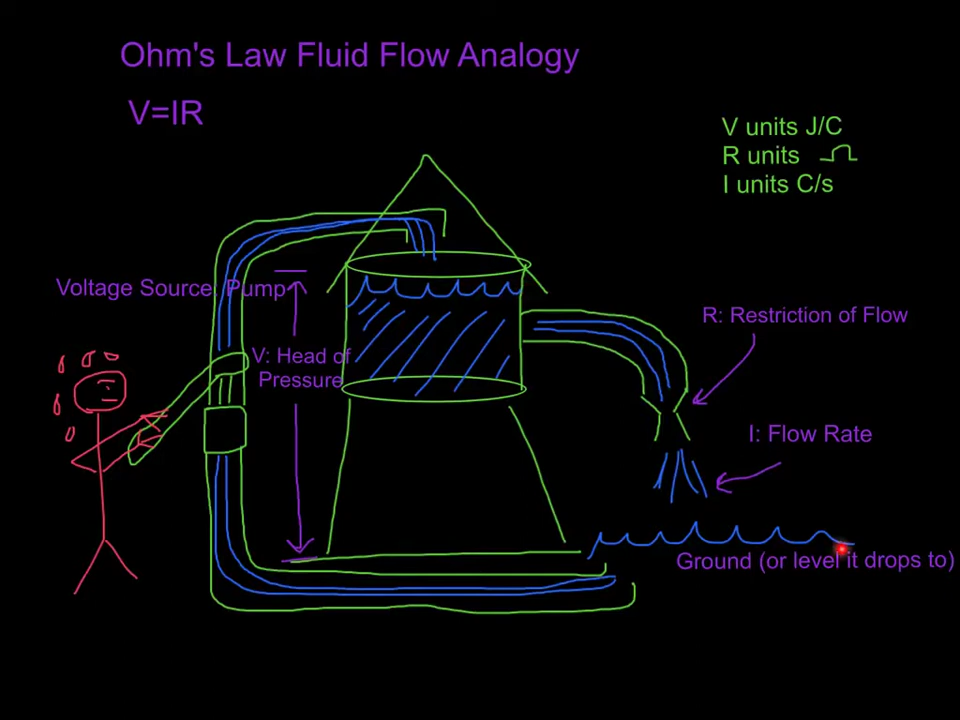 Ohm's Law Fluid Flow Analogy
V=IR
V units J/C
R units Ω
I units C/s
Voltage Source: Pump
V: Head of
Pressure
R: Restriction of Flow
I: Flow Rate
Ground (or level it drops to)